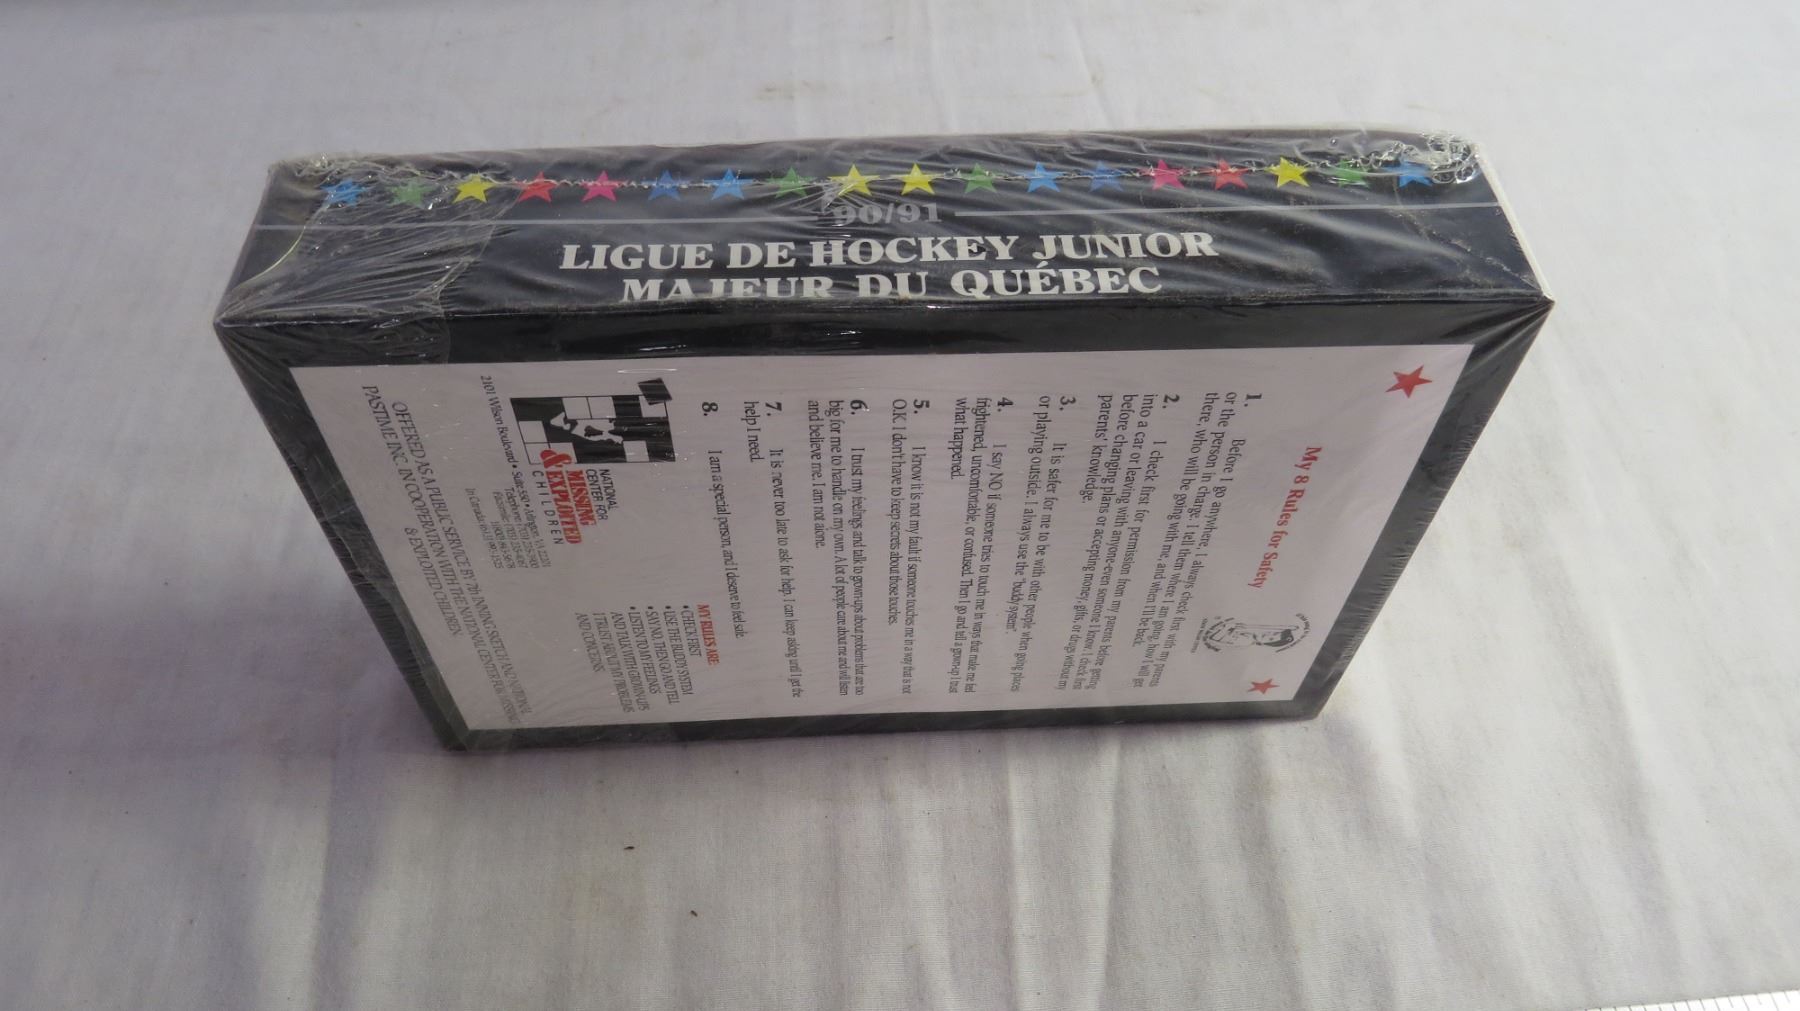 90/91
LIGUE DE HOCKEY JUNIOR
MAJEUR DU QUÉBEC
My 8 Rules for Safety
1. Before I go anywhere, I always check first with my parents
or the person in charge. I tell them where I am going, how I will get
there, who will be going with me, and when I'll be back.
2. I check first for permission from my parents before getting
into a car or leaving with anyone-even someone I know. I check first
before changing plans or accepting money, gifts, or drugs without my
parents' knowledge.
3. It is safer for me to be with other people when going places
or playing outside. I always use the "buddy system".
4. I say NO if someone tries to touch me in ways that make me feel
frightened, uncomfortable, or confused. Then I go and tell a grown-up I trust
what happened.
5. I know it is not my fault if someone touches me in a way that is not
O.K. I don't have to keep secrets about those touches.
6. I trust my feelings and talk to grown-ups about problems that are too
big for me to handle on my own. A lot of people care about me and will listen
and believe me. I am not alone.
7. It is never too late to ask for help. I can keep asking until I get the
help I need.
8. I am a special person, and I deserve to feel safe.
MY RULES ARE:
• CHECK FIRST
• USE THE BUDDY SYSTEM
• SAY NO, THEN GO AND TELL
• LISTEN TO MY FEELINGS
AND TALK WITH GROWN-UPS
I TRUST ABOUT MY PROBLEMS
AND CONCERNS.
NATIONAL
CENTER FOR
MISSING
& EXPLOITED
CHILDREN
2101 Wilson Boulevard • Suite 550 • Arlington, VA 22201
OFFERED AS A PUBLIC SERVICE BY 7th INNING SKETCH AND NATIONAL
PASTIME INC. IN COOPERATION WITH THE NATIONAL CENTER FOR MISSING
& EXPLOITED CHILDREN.